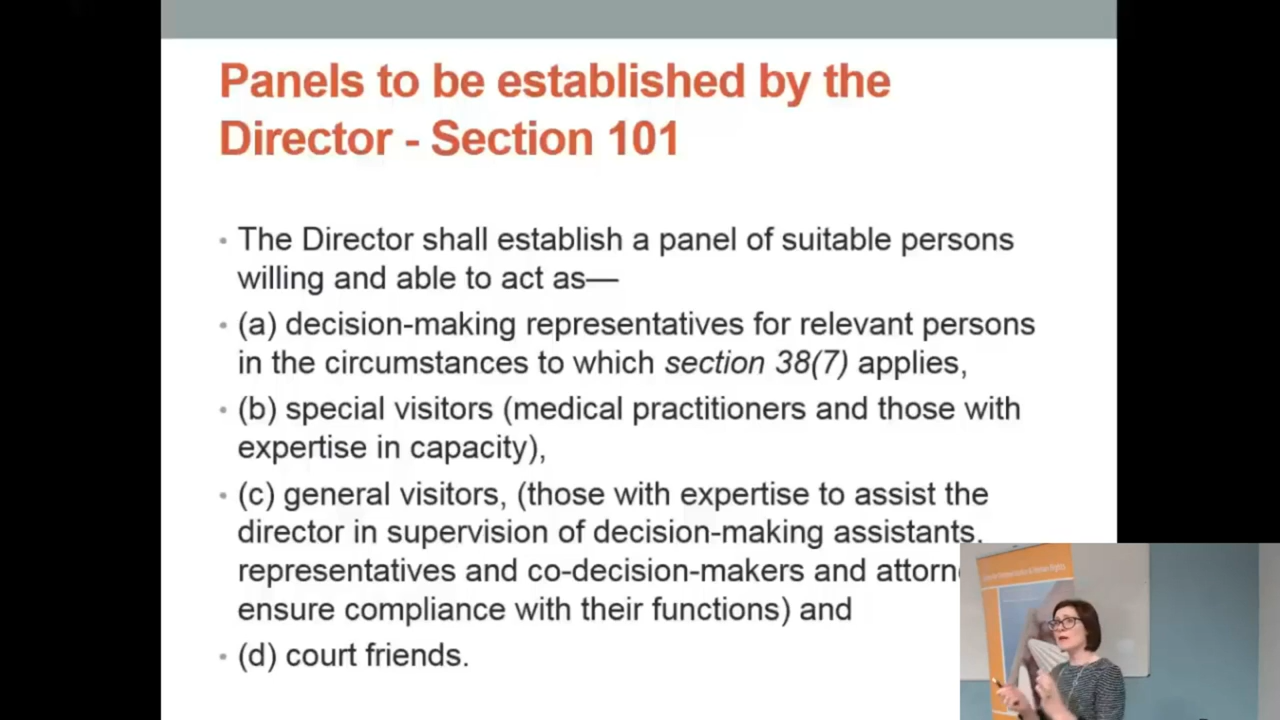 Panels to be established by the
Director - Section 101
• The Director shall establish a panel of suitable persons
willing and able to act as—
• (a) decision-making representatives for relevant persons
in the circumstances to which section 38(7) applies,
• (b) special visitors (medical practitioners and those with
expertise in capacity),
• (c) general visitors, (those with expertise to assist the
director in supervision of decision-making assistants,
representatives and co-decision-makers and attorn
ensure compliance with their functions) and
• (d) court friends.